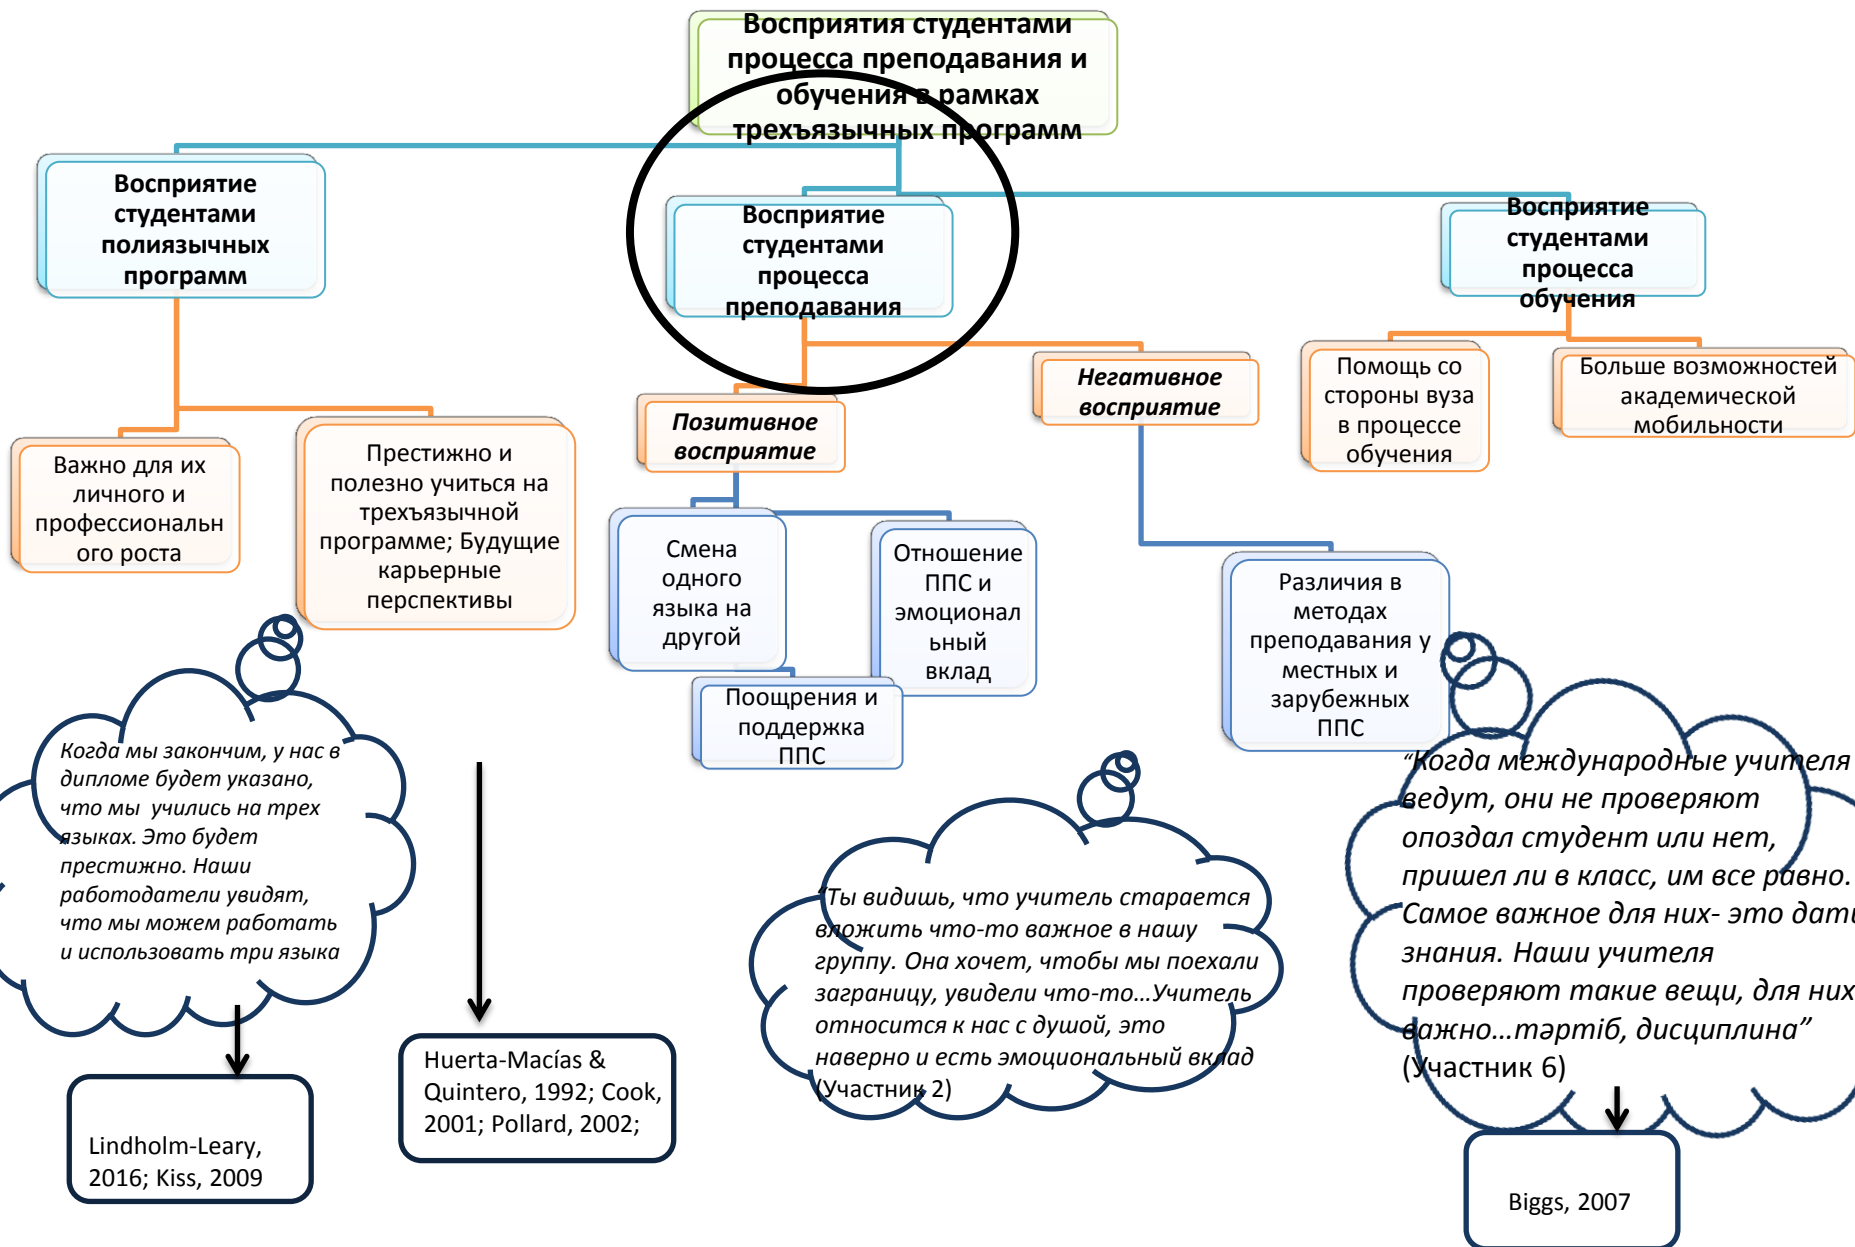 Восприятия студентами
процесса преподавания и
обучения в рамках
трехъязычных программ
Восприятие
студентами
полиязычных
программ
Восприятие
студентами
процесса
преподавания
Восприятие
студентами
процесса
обучения
Важно для их
личного и
профессиональн
ого роста
Престижно и
полезно учиться на
трехъязычной
программе; Будущие
карьерные
перспективы
Позитивное
восприятие
Негативное
восприятие
Помощь со
стороны вуза
в процессе
обучения
Больше возможностей
академической
мобильности
Смена
одного
языка на
другой
Отношение
ППС и
эмоционал
ьный
вклад
Поощрения и
поддержка
ППС
Различия в
методах
преподавания у
местных и
зарубежных
ППС
Когда мы закончим, у нас в
дипломе будет указано,
что мы учились на трех
языках. Это будет
престижно. Наши
работодатели увидят,
что мы можем работать
и использовать три языка
"Ты видишь, что учитель старается
вложить что-то важное в нашу
группу. Она хочет, чтобы мы поехали
заграницу, увидели что-то…Учитель
относится к нас с душой, это
наверно и есть эмоциональный вклад
(Участник 2)
“Когда международные учителя
ведут, они не проверяют
опоздал студент или нет,
пришел ли в класс, им все равно.
Самое важное для них- это дать
знания. Наши учителя
проверяют такие вещи, для них
важно…тәртіб, дисциплина”
(Участник 6)
Lindholm-Leary,
2016; Kiss, 2009
Huerta-Macías &
Quintero, 1992; Cook,
2001; Pollard, 2002;
Biggs, 2007